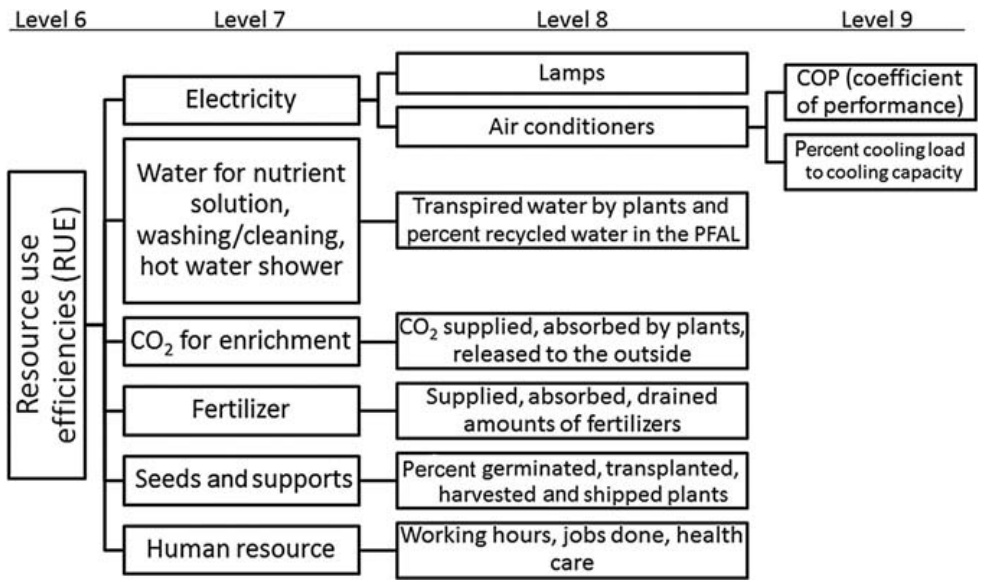 Level 6 Level 7 Level 8 Level 9
Resource use
efficiencies (RUE)
Electricity
Lamps
Air conditioners
COP (coefficient
of performance)
Percent cooling load
to cooling capacity
Water for nutrient
solution,
washing/cleaning,
hot water shower
Transpired water by plants and
percent recycled water in the PFAL
CO₂ for enrichment
CO₂ supplied, absorbed by plants,
released to the outside
Fertilizer
Supplied, absorbed, drained
amounts of fertilizers
Seeds and supports
Percent germinated, transplanted,
harvested and shipped plants
Human resource
Working hours, jobs done, health
care